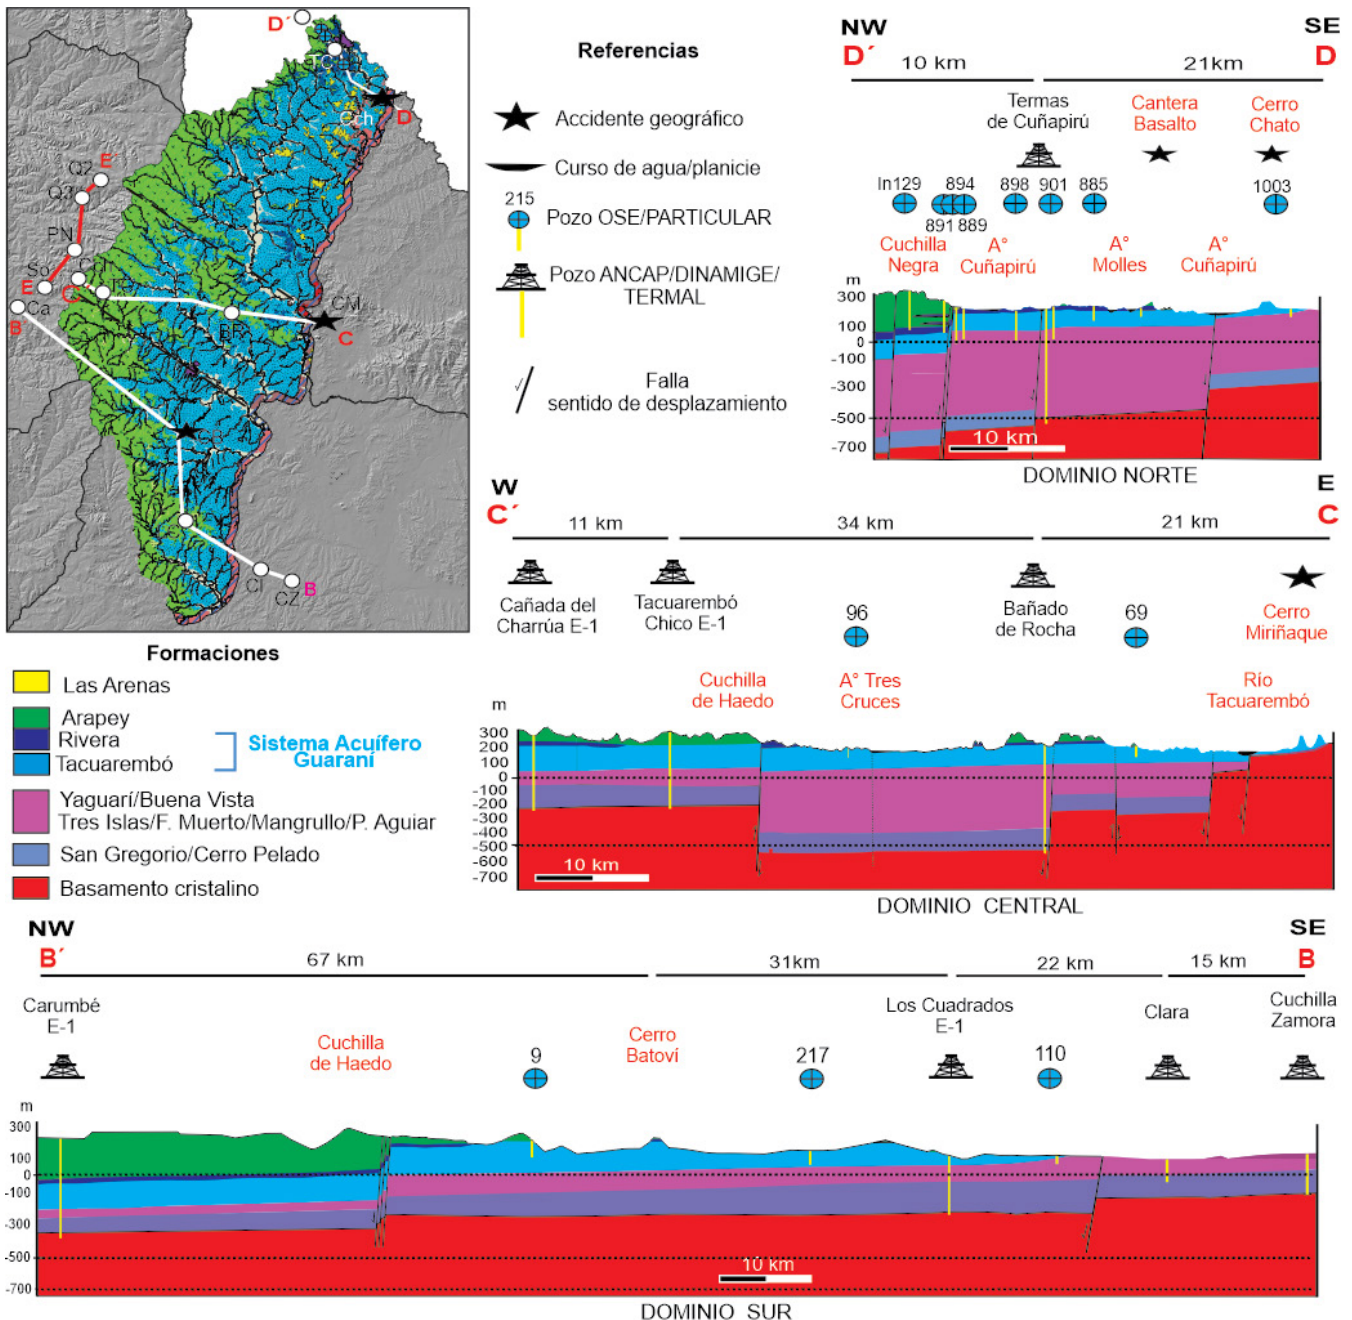 D´
TC
Cch
D
E´
Q2
Q3
PN
So
E
Cch
C´
TC
Ca
B´
BR
CM
C
CB
CI
CZ
B
Referencias
Accidente geográfico
Curso de agua/planicie
215
Pozo OSE/PARTICULAR
Pozo ANCAP/DINAMIGE/
TERMAL
Falla
sentido de desplazamiento
NW
SE
D´
D
10 km
21km
Termas
de Cuñapirú
Cantera
Basalto
Cerro
Chato
In129
894
898
901
885
1003
891
889
Cuchilla
Negra
A°
Cuñapirú
A°
Molles
A°
Cuñapirú
m
300
100
0
-100
-300
-500
-700
10 km
DOMINIO NORTE
W
E
C´
C
11 km
34 km
21 km
Cañada del
Charrúa E-1
Tacuarembó
Chico E-1
96
Bañado
de Rocha
69
Cerro
Miriñaque
Cuchilla
de Haedo
A° Tres
Cruces
Río
Tacuarembó
m
300
200
100
0
-100
-200
-300
-400
-500
-600
-700
10 km
DOMINIO CENTRAL
Formaciones
Las Arenas
Arapey
Rivera
Tacuarembó
Sistema Acuífero
Guaraní
Yaguarí/Buena Vista
Tres Islas/F. Muerto/Mangrullo/P. Aguiar
San Gregorio/Cerro Pelado
Basamento cristalino
NW
SE
B´
B
67 km
31km
22 km
15 km
Carumbé
E-1
Cuchilla
de Haedo
9
Cerro
Batoví
217
Los Cuadrados
E-1
110
Clara
Cuchilla
Zamora
m
300
100
0
-100
-300
-500
-700
10 km
DOMINIO SUR